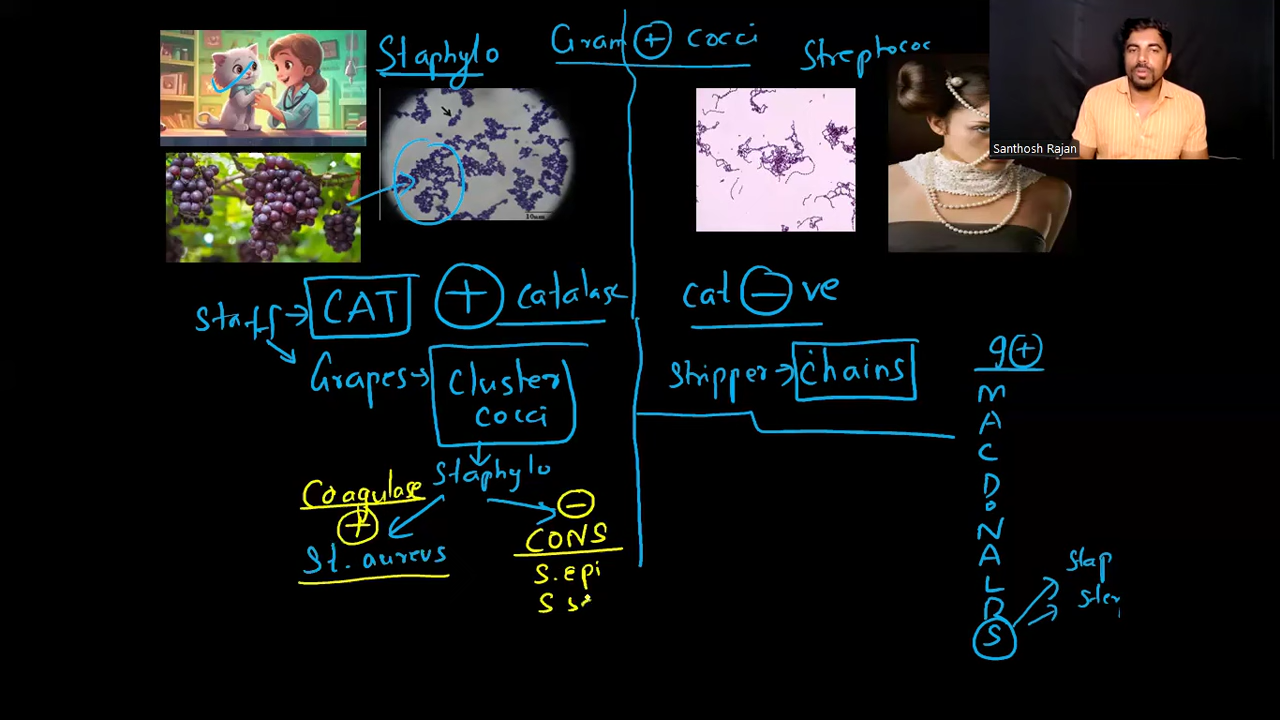 Gram + cocci
Staphylo
Streptococ
Santhosh Rajan
10um
Staff → CAT + catalase
cat - ve
Grapes → Cluster cocci
Stripper → chains
g +
M
A
C
D
O
N
A
L
D
S
Stap
Staphylo
Coagulase
+
St. aureus
-
CONS
S. epi
S